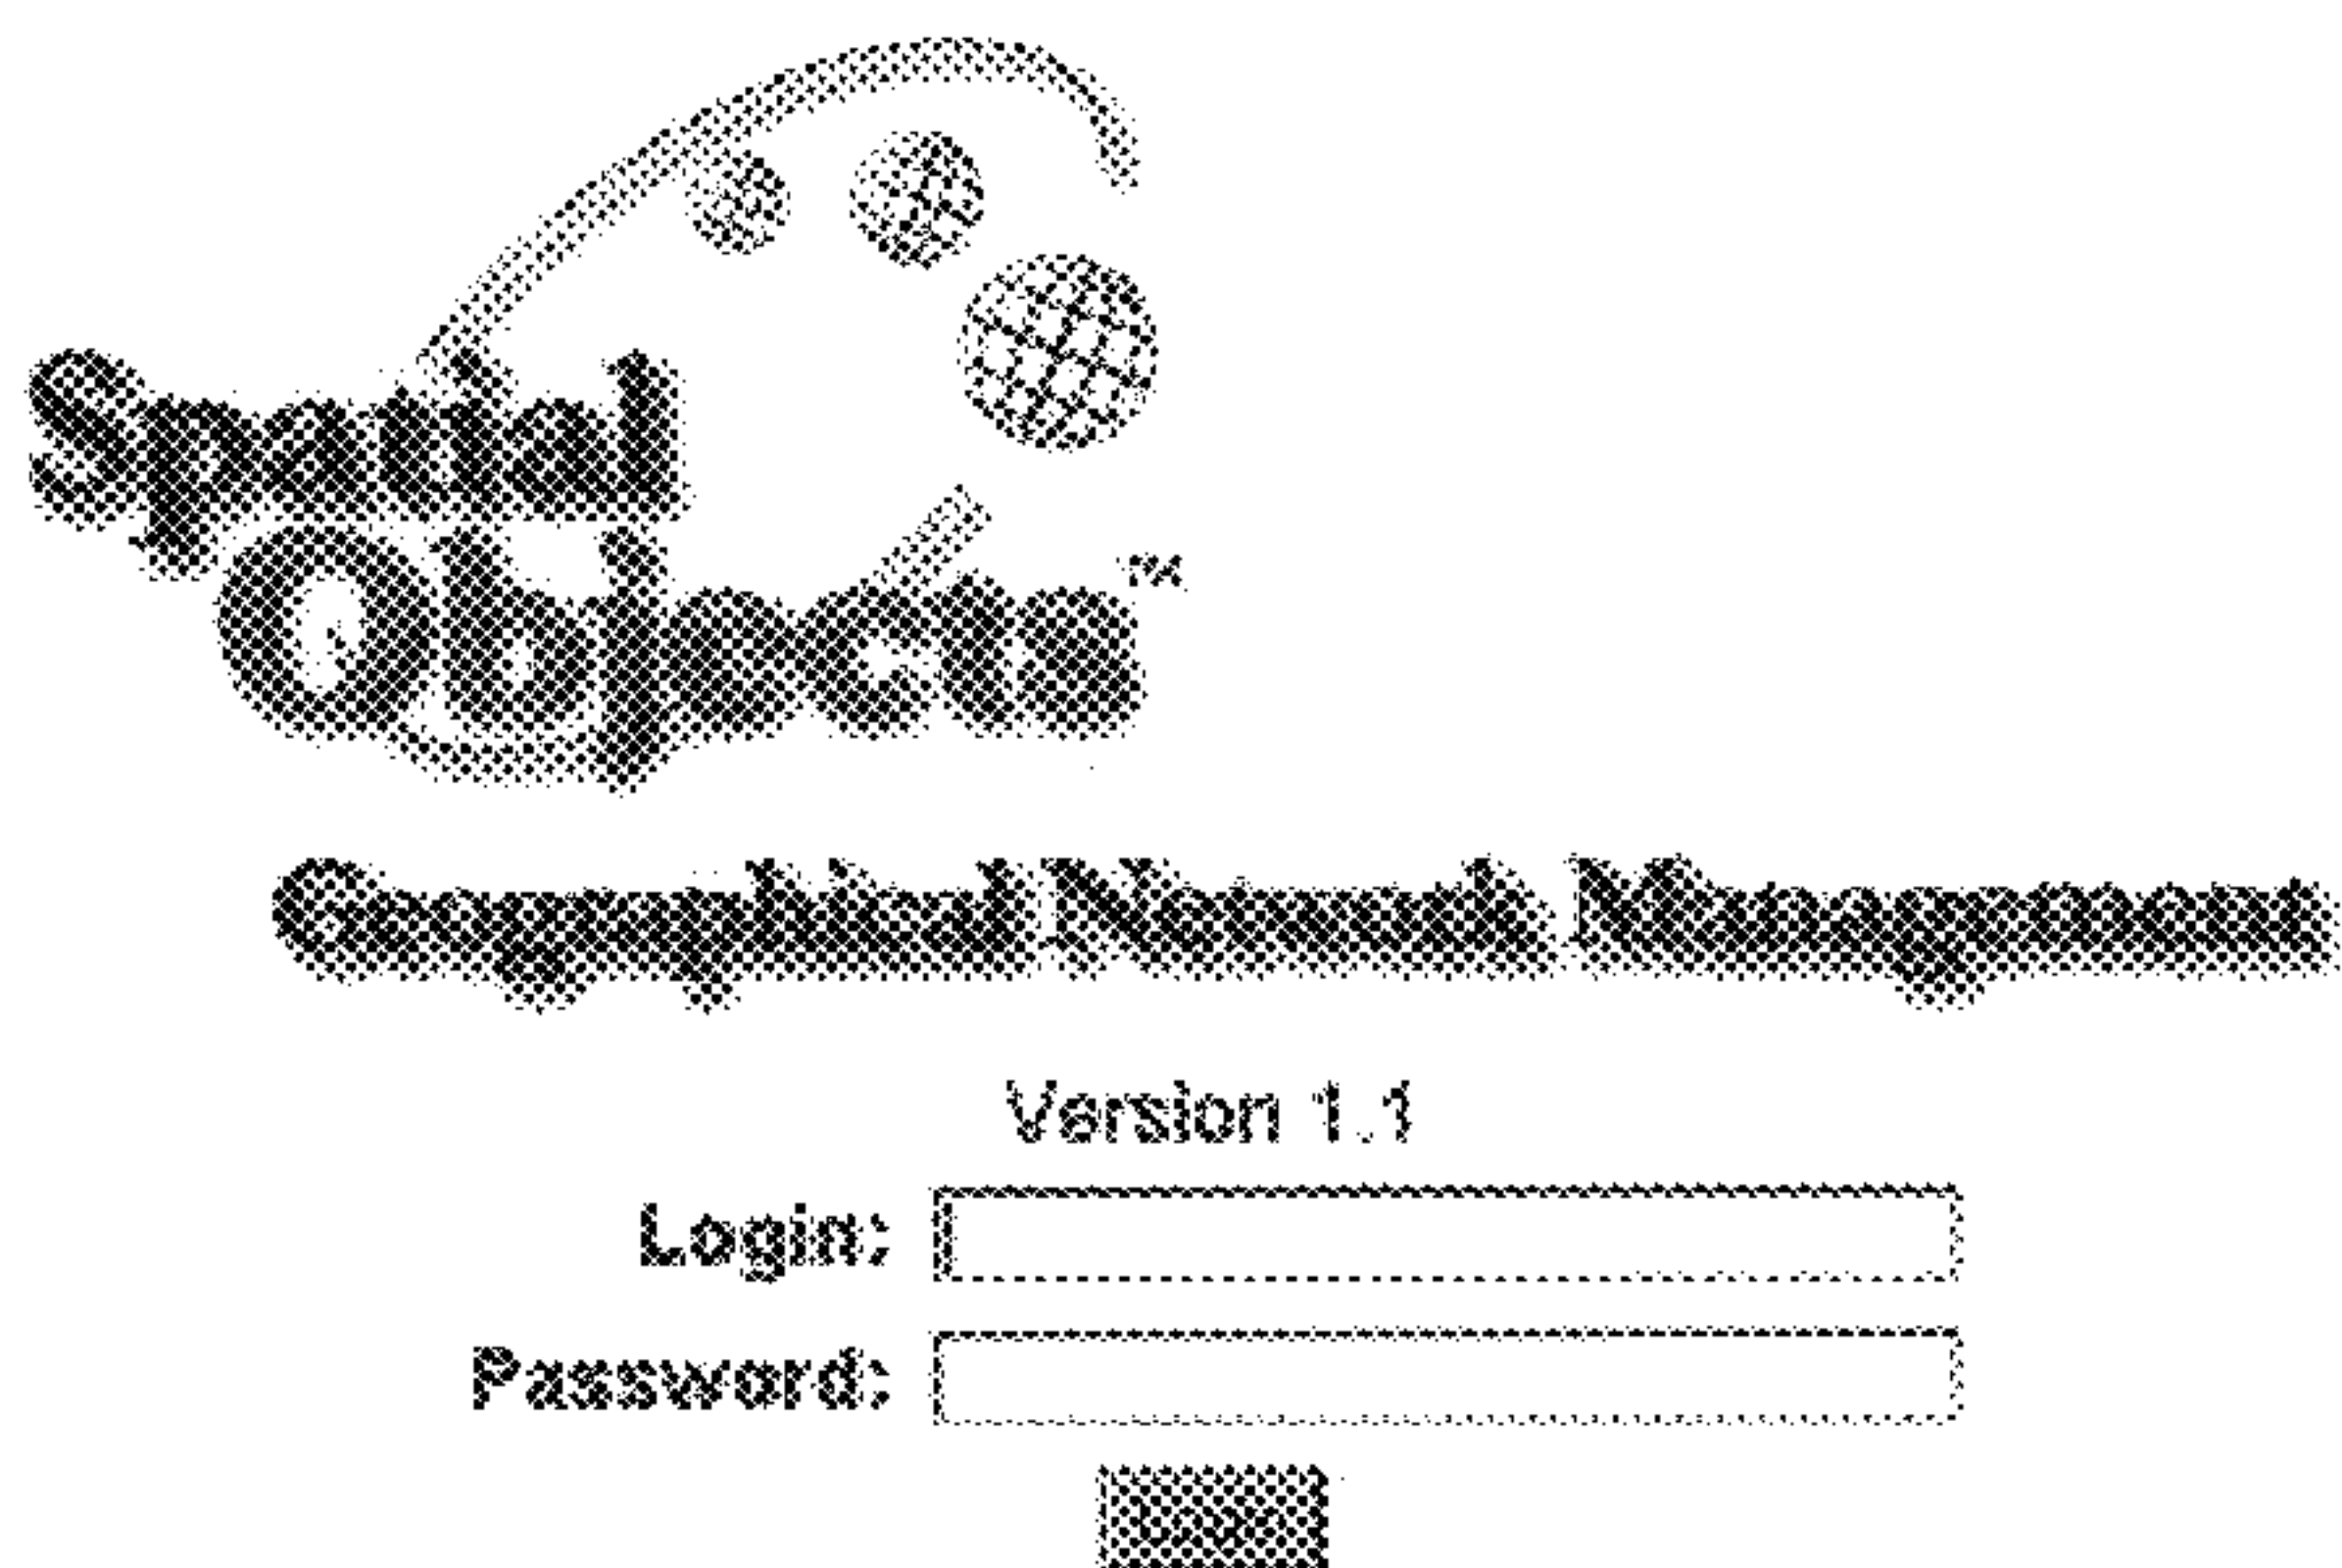 Spatial
Objects™
Geographical Network Management
Version 1.1
Login:
Password: